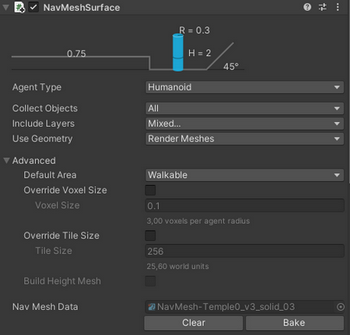 NavMeshSurface
R = 0.3
0.75
H = 2
45°
Agent Type Humanoid
Collect Objects All
Include Layers Mixed...
Use Geometry Render Meshes
Advanced
Default Area Walkable
Override Voxel Size
Voxel Size 0.1
3,00 voxels per agent radius
Override Tile Size
Tile Size 256
25,60 world units
Build Height Mesh
Nav Mesh Data NavMesh-Temple0_v3_solid_03
Clear Bake